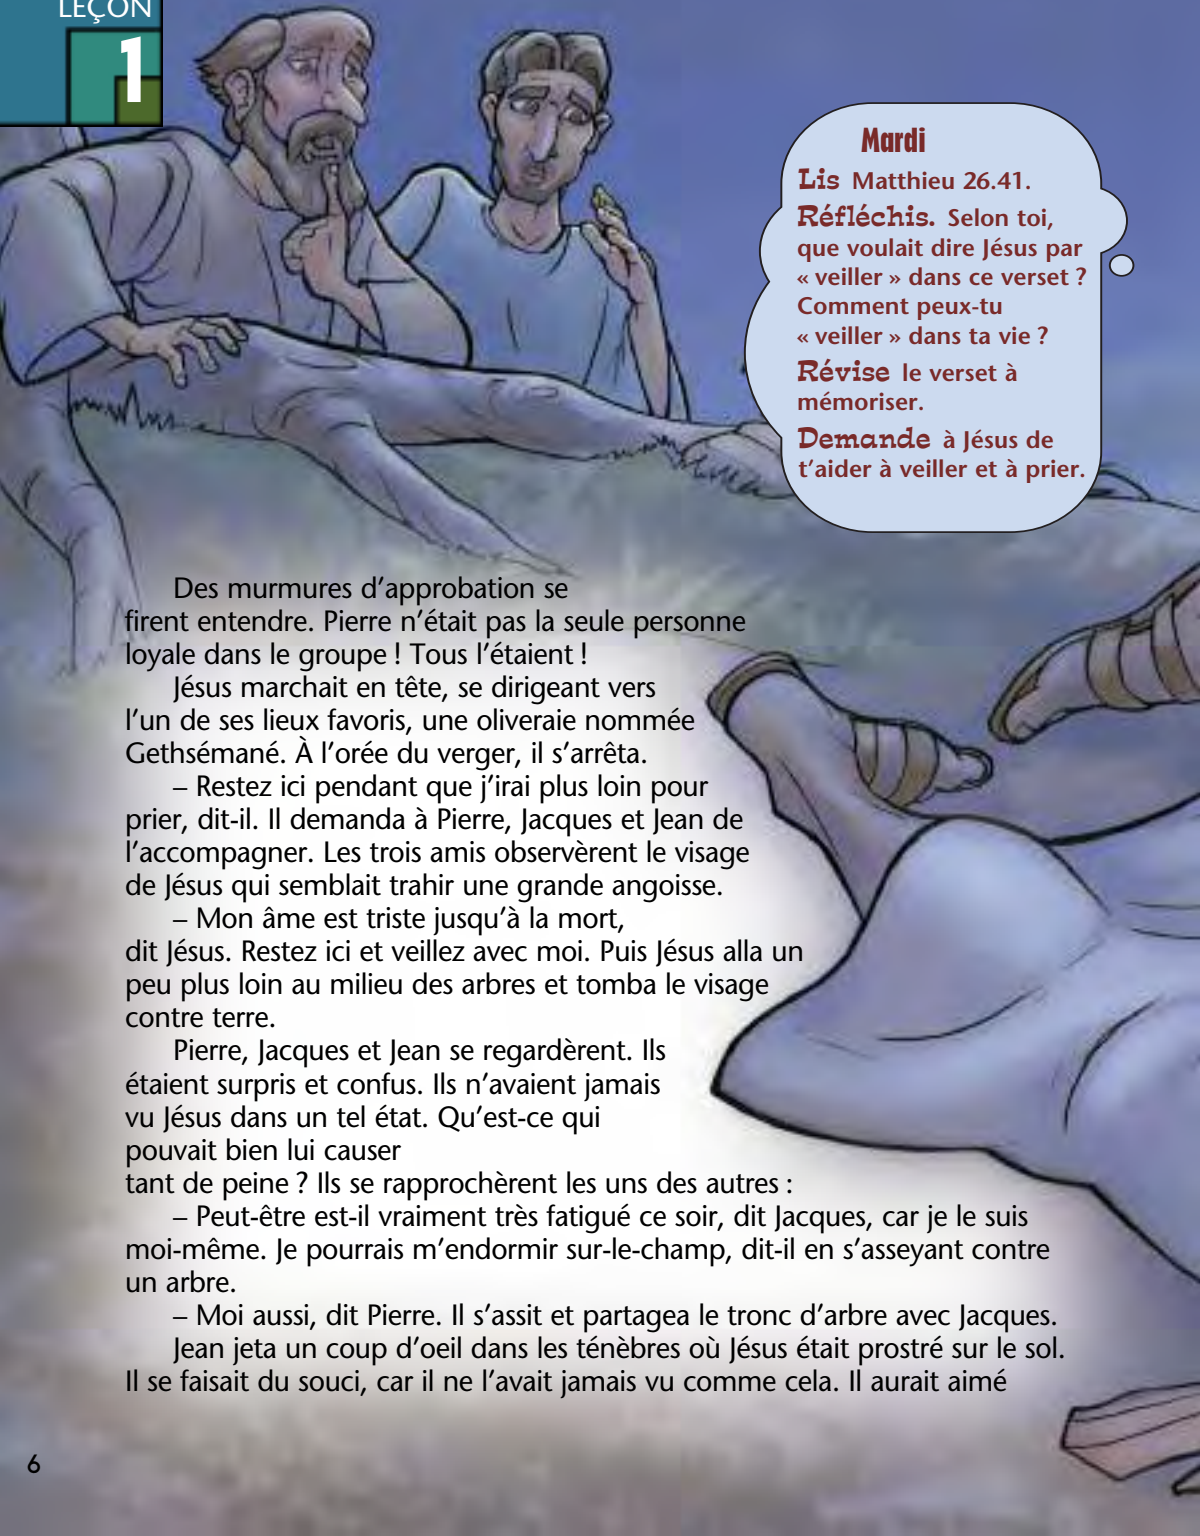 LEÇON
1
Mardi
Lis Matthieu 26.41.
Réfléchis. Selon toi,
que voulait dire Jésus par
« veiller » dans ce verset ?
Comment peux-tu
« veiller » dans ta vie ?
Révise le verset à
mémoriser.
Demande à Jésus de
t’aider à veiller et à prier.
Des murmures d’approbation se
firent entendre. Pierre n’était pas la seule personne
loyale dans le groupe ! Tous l’étaient !
Jésus marchait en tête, se dirigeant vers
l’un de ses lieux favoris, une oliveraie nommée
Gethsémané. À l’orée du verger, il s’arrêta.
– Restez ici pendant que j’irai plus loin pour
prier, dit-il. Il demanda à Pierre, Jacques et Jean de
l’accompagner. Les trois amis observèrent le visage
de Jésus qui semblait trahir une grande angoisse.
– Mon âme est triste jusqu’à la mort,
dit Jésus. Restez ici et veillez avec moi. Puis Jésus alla un
peu plus loin au milieu des arbres et tomba le visage
contre terre.
Pierre, Jacques et Jean se regardèrent. Ils
étaient surpris et confus. Ils n’avaient jamais
vu Jésus dans un tel état. Qu’est-ce qui
pouvait bien lui causer
tant de peine ? Ils se rapprochèrent les uns des autres :
– Peut-être est-il vraiment très fatigué ce soir, dit Jacques, car je le suis
moi-même. Je pourrais m’endormir sur-le-champ, dit-il en s’asseyant contre
un arbre.
– Moi aussi, dit Pierre. Il s’assit et partagea le tronc d’arbre avec Jacques.
Jean jeta un coup d’oeil dans les ténèbres où Jésus était prostré sur le sol.
Il se faisait du souci, car il ne l’avait jamais vu comme cela. Il aurait aimé
6